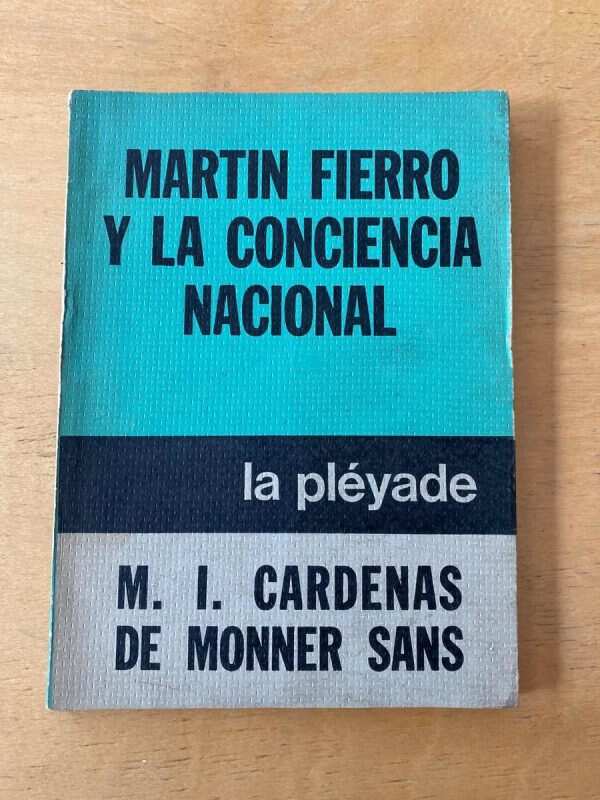 MARTIN FIERRO
Y LA CONCIENCIA
NACIONAL
la pléyade
M. I. CARDENAS
DE MONNER SANS